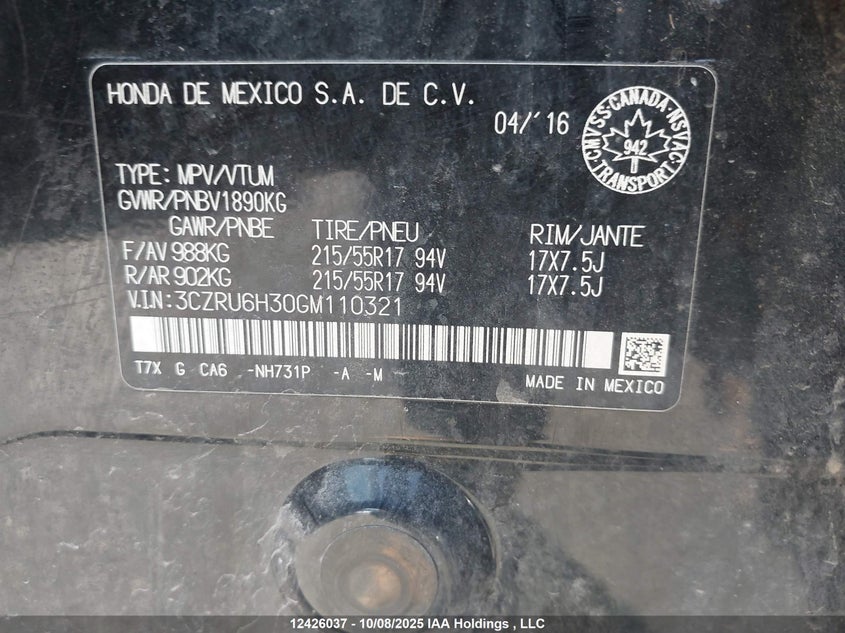 HONDA DE MEXICO S.A. DE C.V.
04/'16
CMVSS·CANADA·NSVAC·TRANSPORT
942
TYPE: MPV/VTUM
GVWR/PNBV1890KG
GAWR/PNBE TIRE/PNEU RIM/JANTE
F/AV 988KG 215/55R17 94V 17X7.5J
R/AR 902KG 215/55R17 94V 17X7.5J
V.I.N:3CZRU6H30GM110321
T7X G CA6 -NH731P -A -M -
MADE IN MEXICO
12426037 - 10/08/2025 IAA Holdings , LLC